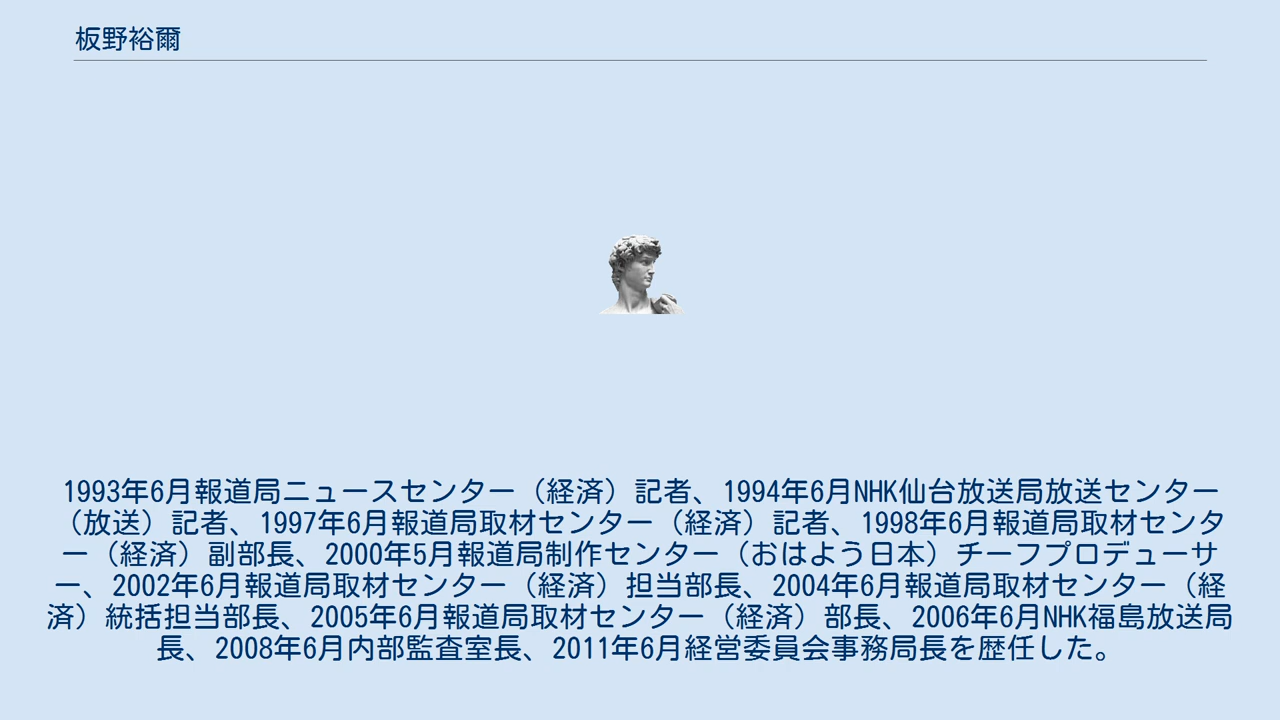 板野裕爾
1993年6月報道局ニュースセンター（経済）記者、1994年6月NHK仙台放送局放送センター
（放送）記者、1997年6月報道局取材センター（経済）記者、1998年6月報道局取材センタ
ー（経済）副部長、2000年5月報道局制作センター（おはよう日本）チーフプロデューサ
ー、2002年6月報道局取材センター（経済）担当部長、2004年6月報道局取材センター（経
済）統括担当部長、2005年6月報道局取材センター（経済）部長、2006年6月NHK福島放送局
長、2008年6月内部監査室長、2011年6月経営委員会事務局長を歴任した。